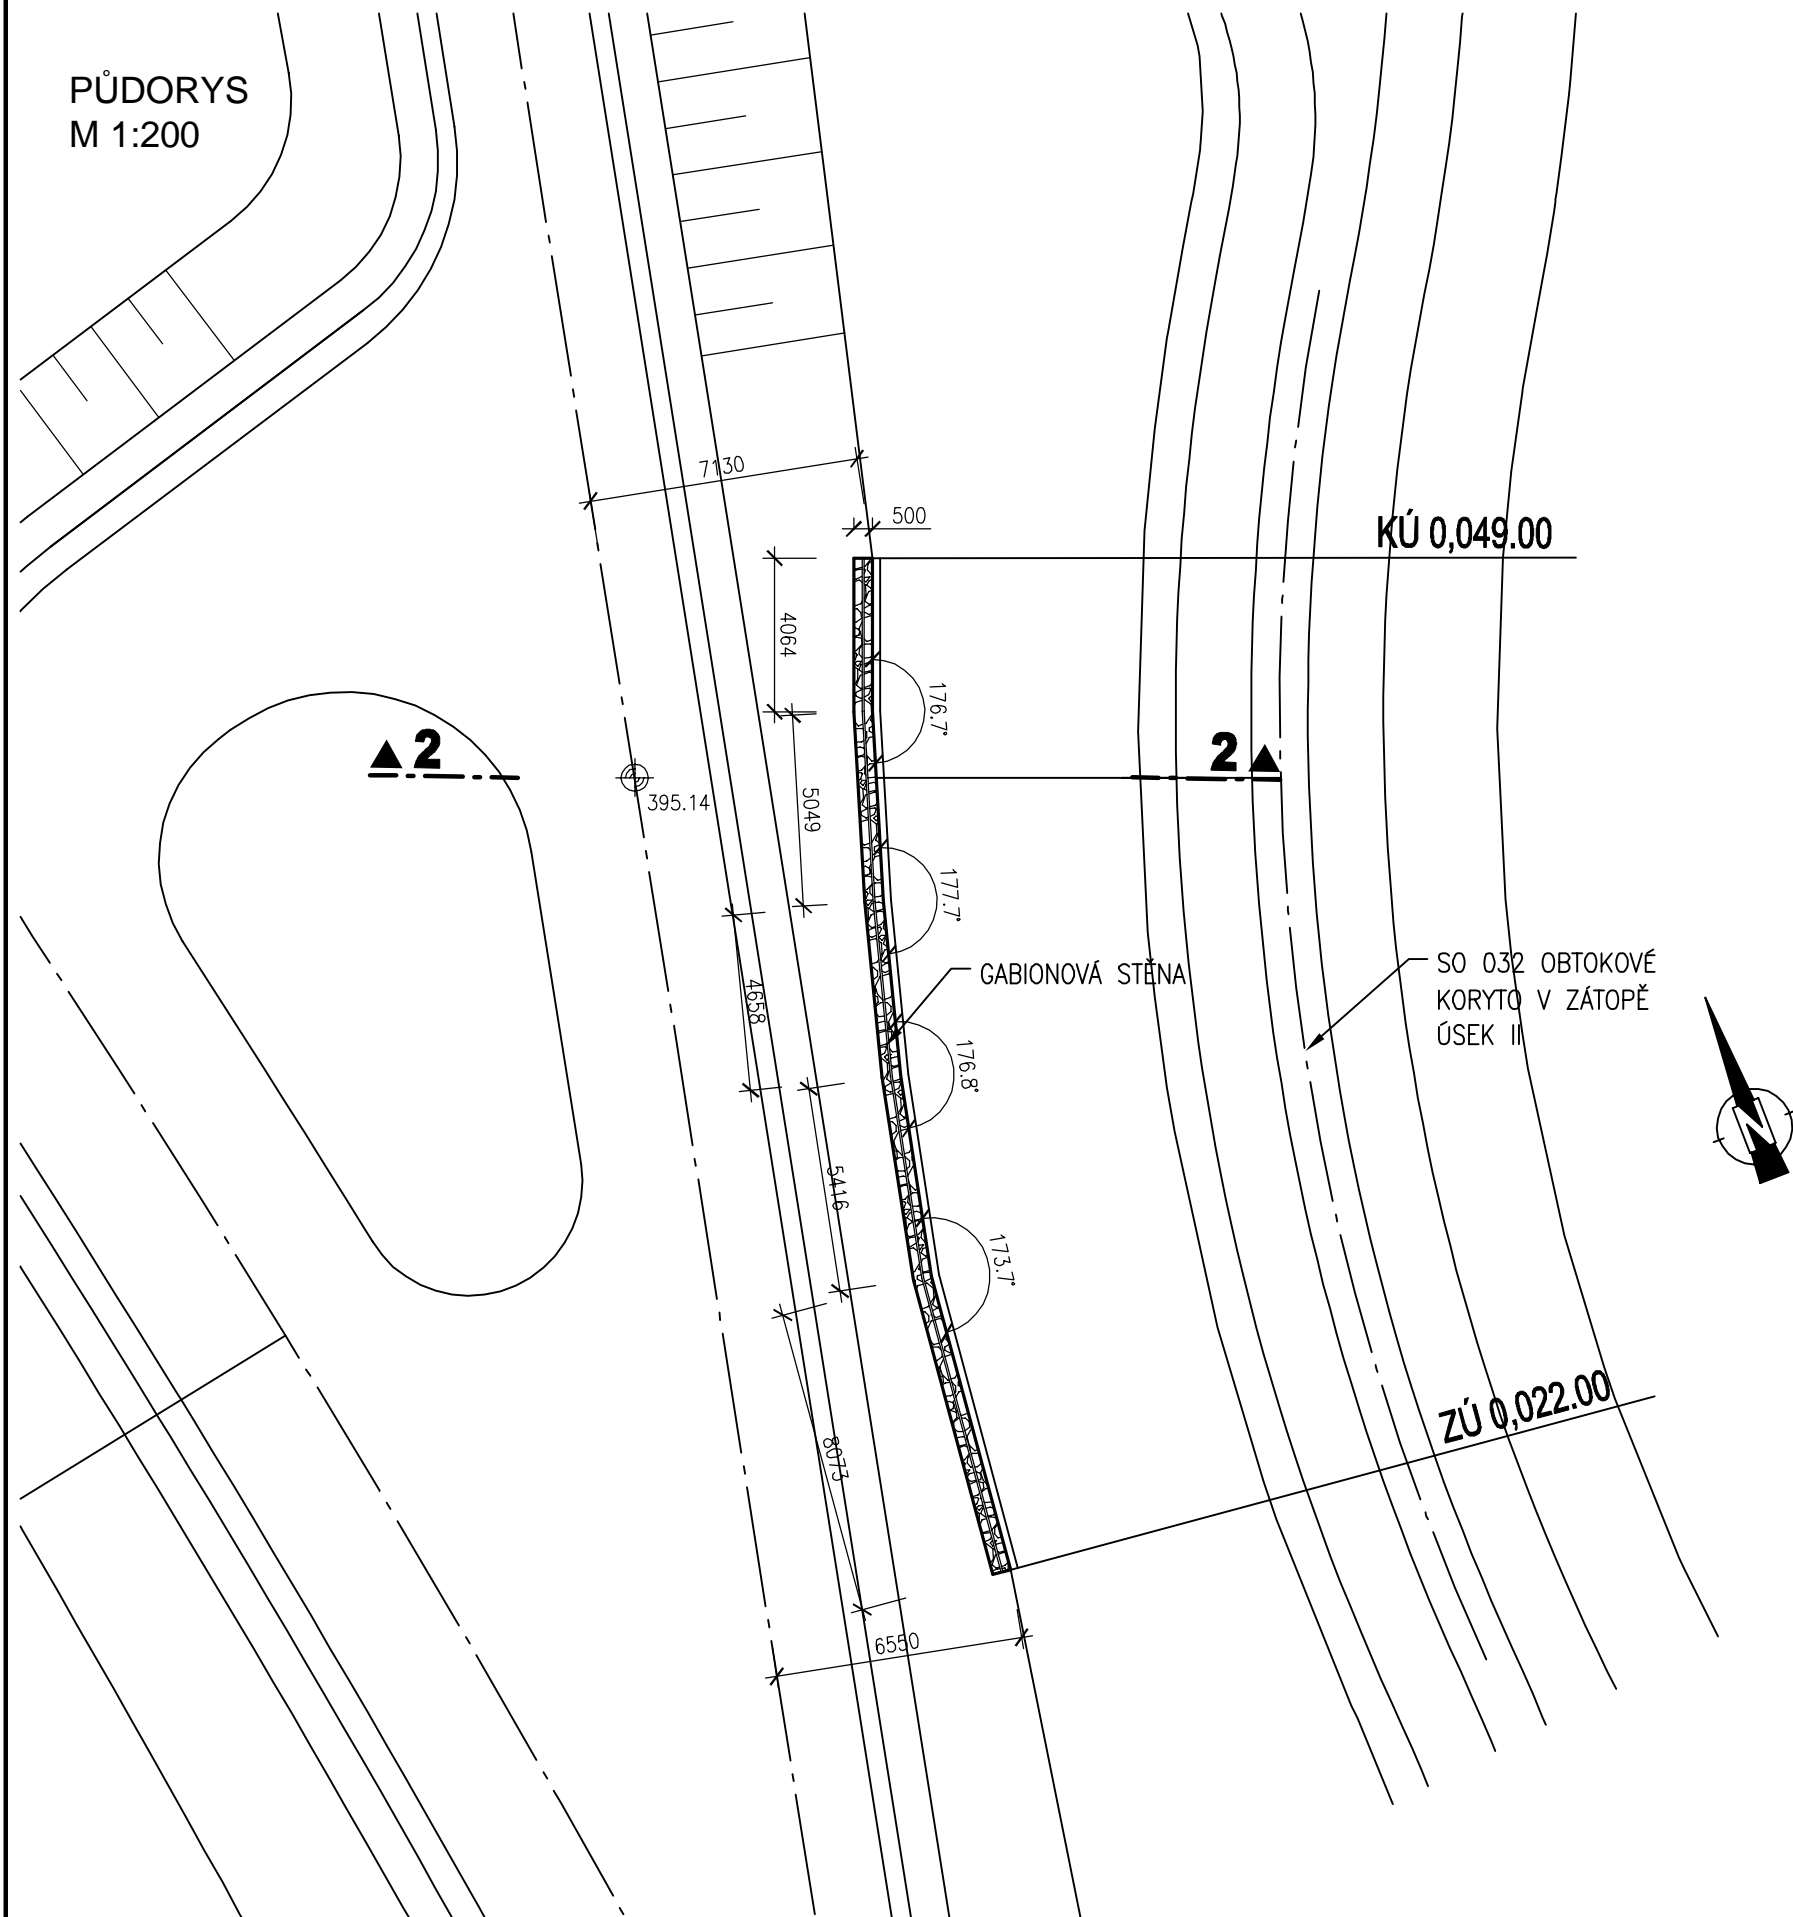 PŮDORYS
M 1:200
7130
500
KÚ 0,049.00
4064
176.7°
2
2
395.14
5049
177.7°
GABIONOVÁ STĚNA
SO 032 OBTOKOVÉ
KORYTO V ZÁTOPĚ
ÚSEK II
4658
176.8°
5416
173.7°
ZÚ 0,022.00
8073
6550